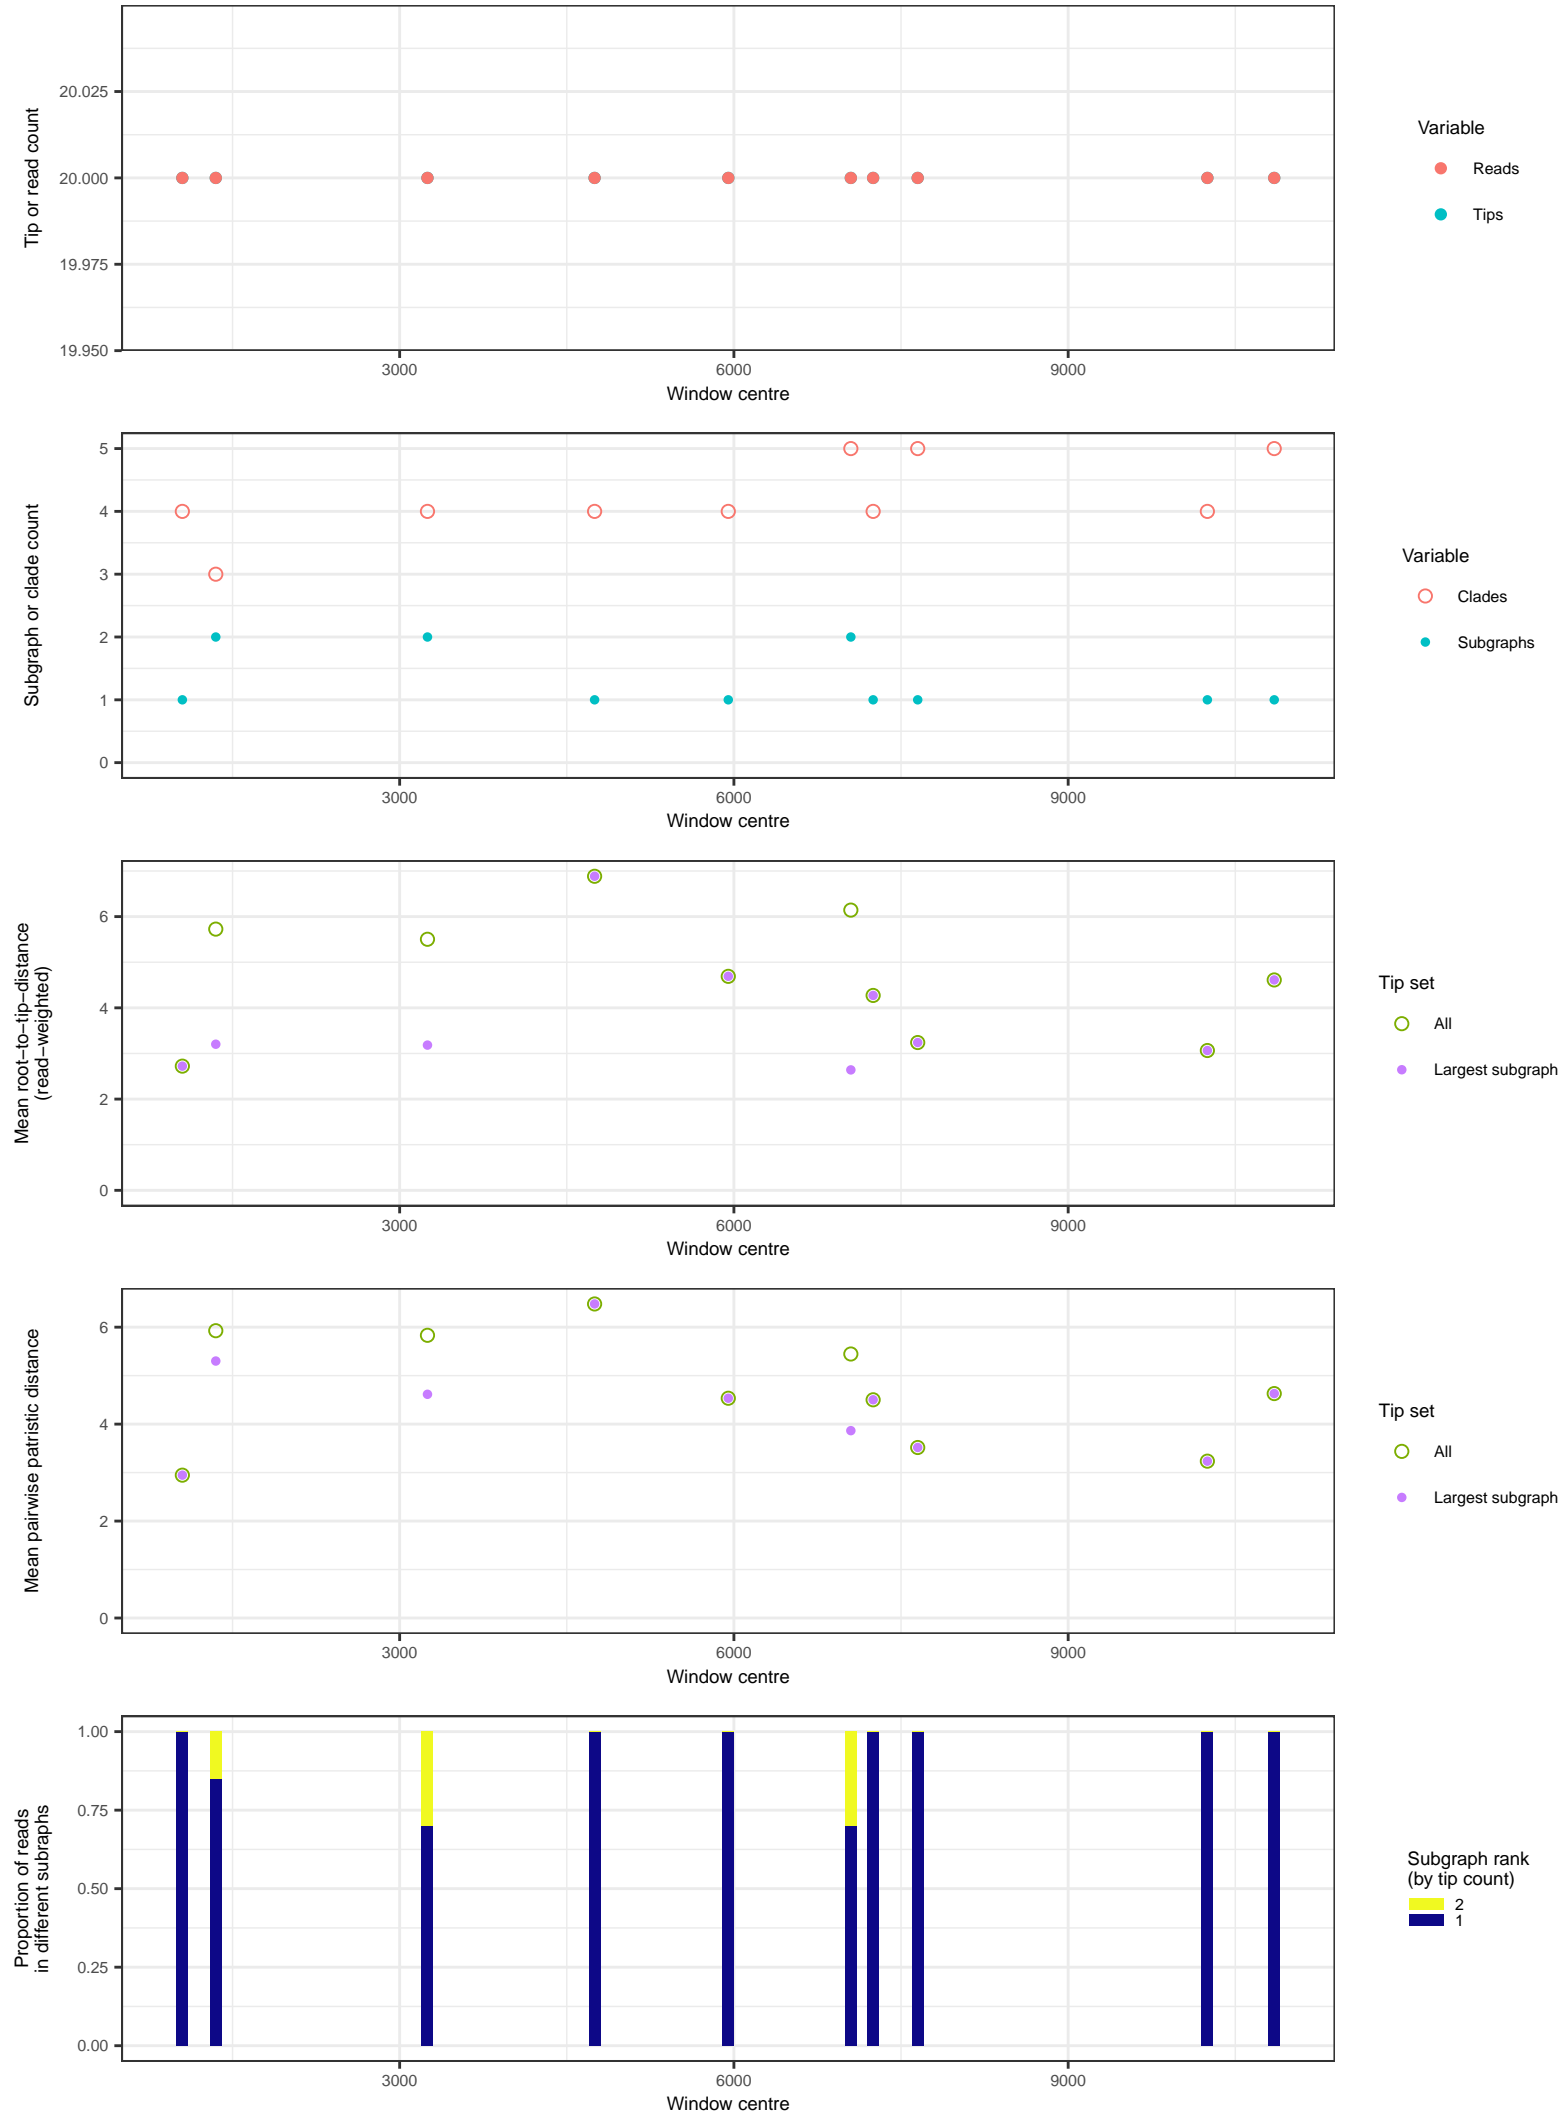 Tip or read count
20.025
20.000
19.975
19.950
3000 6000 9000
Window centre
Variable
Reads
Tips
Subgraph or clade count
5
4
3
2
1
0
3000 6000 9000
Window centre
Variable
Clades
Subgraphs
Mean root−to−tip−distance
(read−weighted)
6
4
2
0
3000 6000 9000
Window centre
Tip set
All
Largest subgraph
Mean pairwise patristic distance
6
4
2
0
3000 6000 9000
Window centre
Tip set
All
Largest subgraph
Proportion of reads
in different subraphs
1.00
0.75
0.50
0.25
0.00
3000 6000 9000
Window centre
Subgraph rank
(by tip count)
2
1